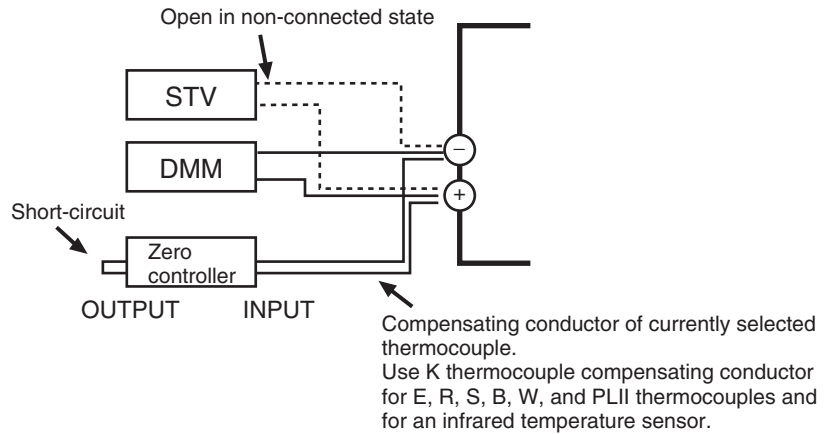 Open in non-connected state
STV
−
DMM
+
Short-circuit
Zero
controller
OUTPUT
INPUT
Compensating conductor of currently selected
thermocouple.
Use K thermocouple compensating conductor
for E, R, S, B, W, and PLII thermocouples and
for an infrared temperature sensor.